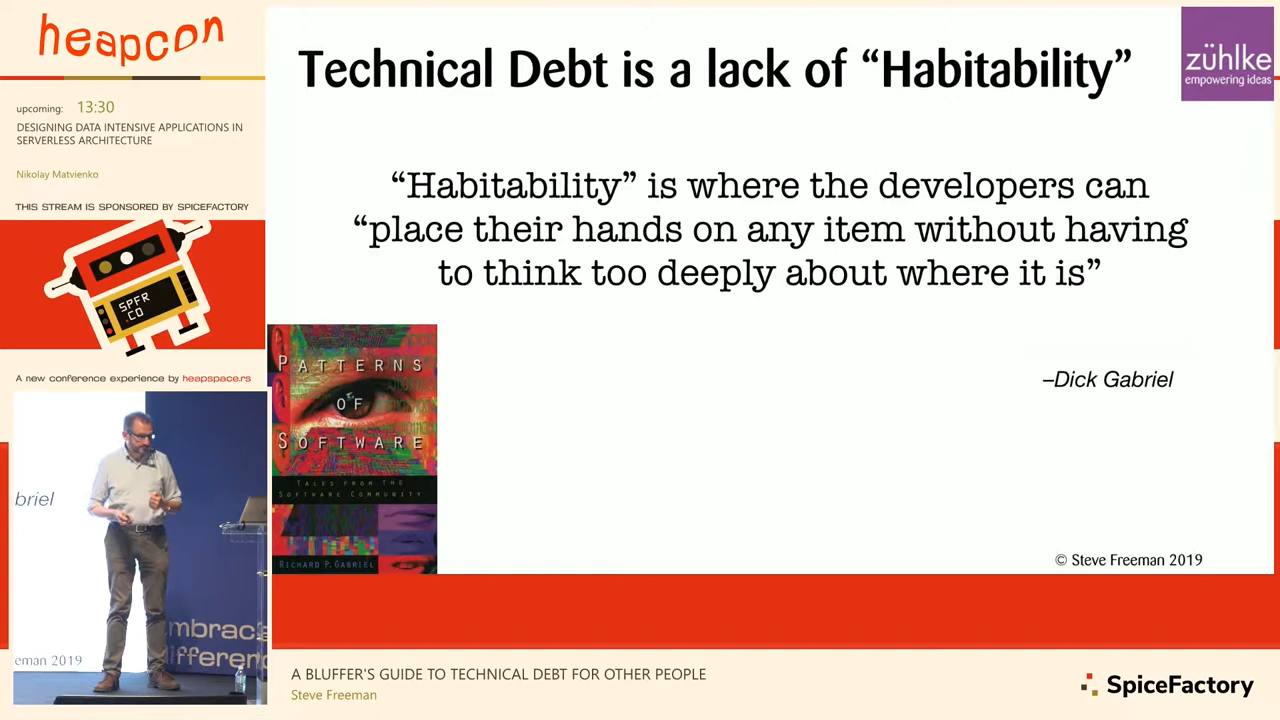 heapcon
upcoming: 13:30
DESIGNING DATA INTENSIVE APPLICATIONS IN
SERVERLESS ARCHITECTURE
Nikolay Matvienko
THIS STREAM IS SPONSORED BY SPICEFACTORY
SPFR
.CO
A new conference experience by heapspace.rs
briel
eman 2019
mbrac
ifferen
Technical Debt is a lack of “Habitability”
zühlke
empowering ideas
“Habitability” is where the developers can
“place their hands on any item without having
to think too deeply about where it is”
–Dick Gabriel
PATTERNS
OF
SOFTWARE
TALES FROM THE
SOFTWARE COMMUNITY
RICHARD P. GABRIEL
© Steve Freeman 2019
A BLUFFER'S GUIDE TO TECHNICAL DEBT FOR OTHER PEOPLE
Steve Freeman
SpiceFactory